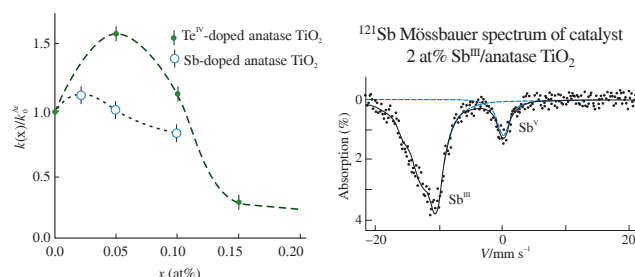 Te^IV-doped anatase TiO₂
Sb-doped anatase TiO₂
1.5
1.0
0.5
0.0
0.0
0.05
0.10
0.15
0.20
x (at%)
¹²¹Sb Mössbauer spectrum of catalyst
2 at% Sb^III/anatase TiO₂
0
2
4
Absorption (%)
Sb^V
Sb^III
−20
0
20
V/mm s⁻¹